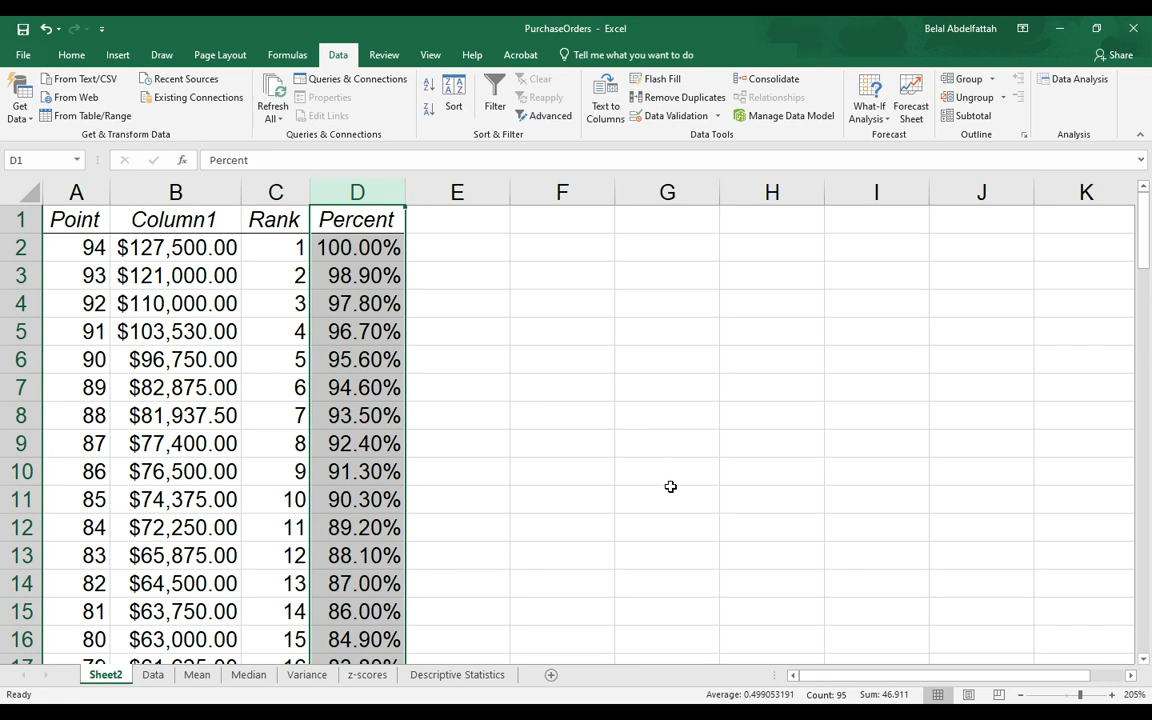 PurchaseOrders - Excel
Belal Abdelfattah
File Home Insert Draw Page Layout Formulas Data Review View Help Acrobat Tell me what you want to do Share
Get Data
From Text/CSV
From Web
From Table/Range
Recent Sources
Existing Connections
Get & Transform Data
Refresh All
Queries & Connections
Properties
Edit Links
Queries & Connections
Sort
Filter
Clear
Reapply
Advanced
Sort & Filter
Text to Columns
Flash Fill
Remove Duplicates
Data Validation
Consolidate
Relationships
Manage Data Model
Data Tools
What-If Analysis
Forecast Sheet
Forecast
Group
Ungroup
Subtotal
Outline
Data Analysis
Analysis
D1 fx Percent
A B C D E F G H I J K
1 Point Column1 Rank Percent
2 94 $127,500.00 1 100.00%
3 93 $121,000.00 2 98.90%
4 92 $110,000.00 3 97.80%
5 91 $103,530.00 4 96.70%
6 90 $96,750.00 5 95.60%
7 89 $82,875.00 6 94.60%
8 88 $81,937.50 7 93.50%
9 87 $77,400.00 8 92.40%
10 86 $76,500.00 9 91.30%
11 85 $74,375.00 10 90.30%
12 84 $72,250.00 11 89.20%
13 83 $65,875.00 12 88.10%
14 82 $64,500.00 13 87.00%
15 81 $63,750.00 14 86.00%
16 80 $63,000.00 15 84.90%
Sheet2 Data Mean Median Variance z-scores Descriptive Statistics
Ready Average: 0.499053191 Count: 95 Sum: 46.911 205%